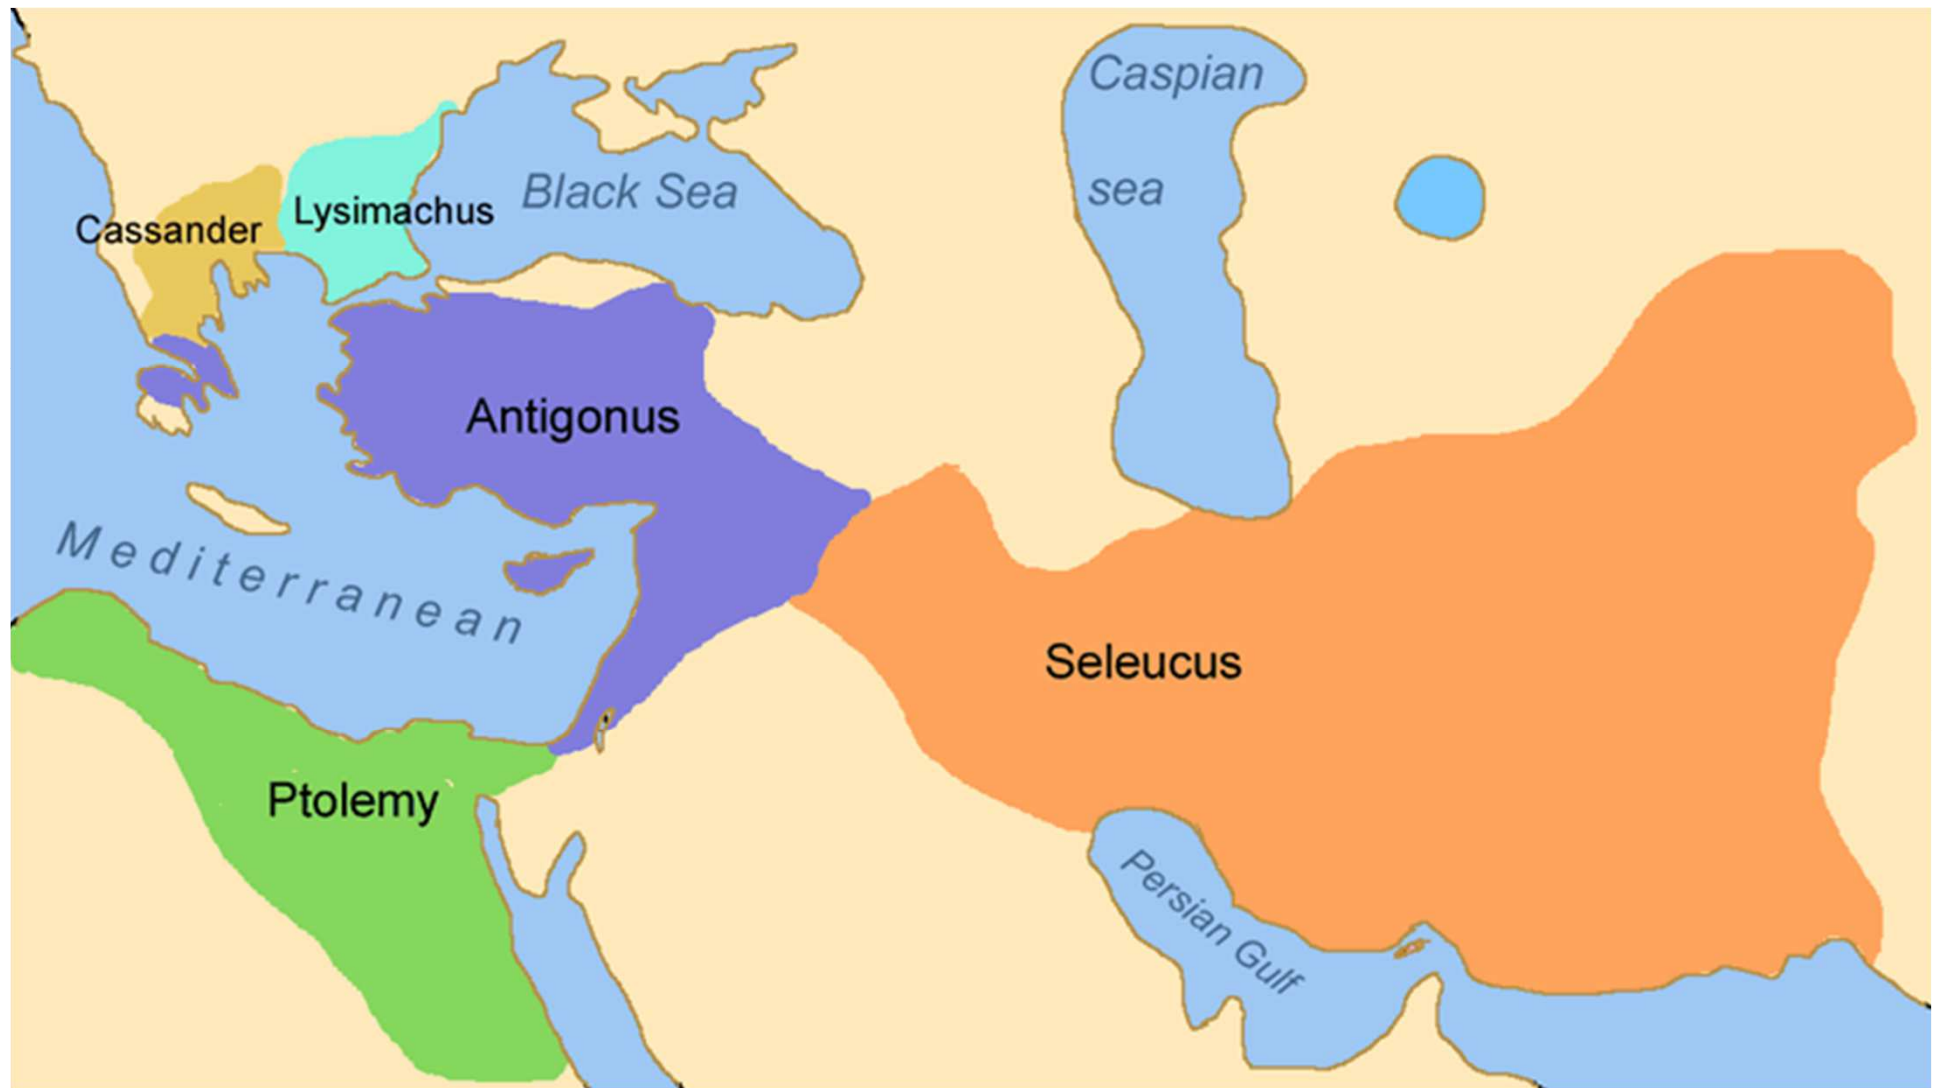 Caspian
sea
Black Sea
Lysimachus
Cassander
Antigonus
Mediterranean
Seleucus
Ptolemy
Persian Gulf